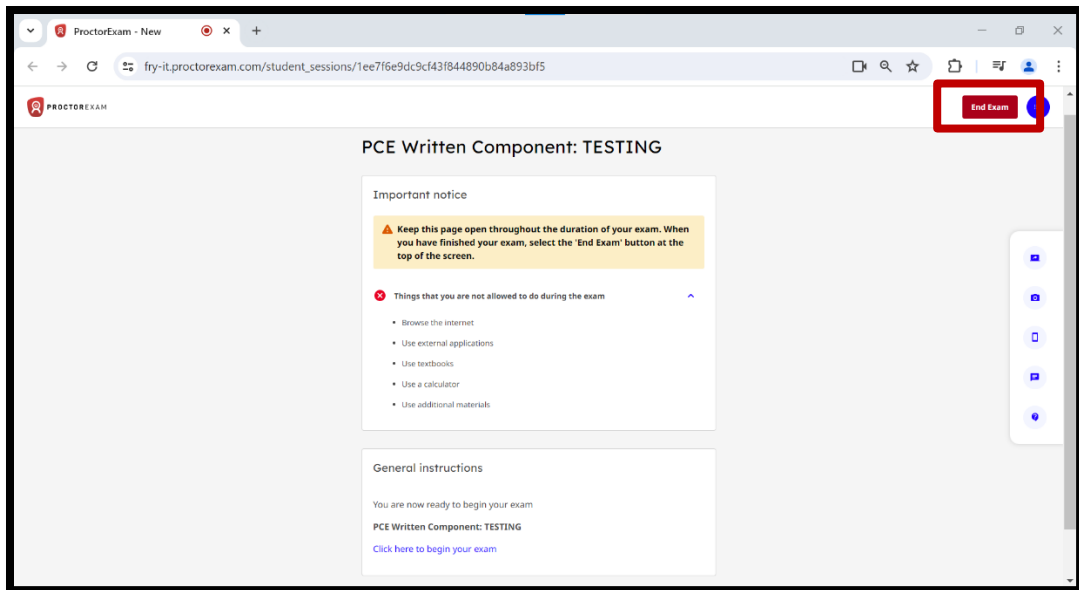 ProctorExam - New
fry-it.proctorexam.com/student_sessions/1ee7f6e9dc9cf43f844890b84a893bf5
PROCTOREXAM
End Exam
PCE Written Component: TESTING
Important notice
Keep this page open throughout the duration of your exam. When
you have finished your exam, select the 'End Exam' button at the
top of the screen.
Things that you are not allowed to do during the exam
• Browse the internet
• Use external applications
• Use textbooks
• Use a calculator
• Use additional materials
General instructions
You are now ready to begin your exam
PCE Written Component: TESTING
Click here to begin your exam